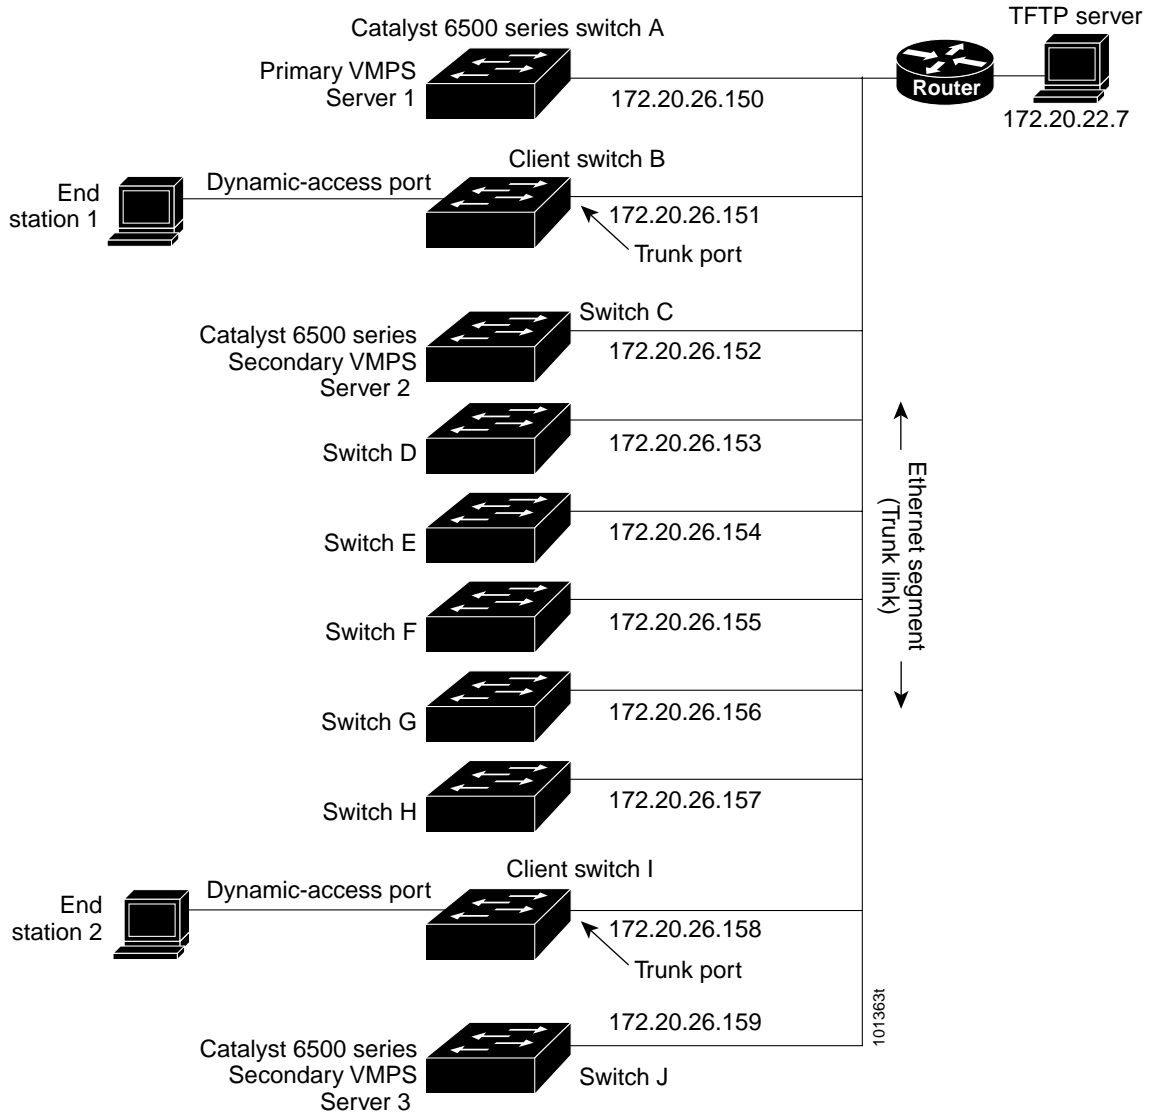 TFTP server
Catalyst 6500 series switch A
Primary VMPS
Server 1
172.20.26.150
Router
172.20.22.7
Client switch B
Dynamic-access port
End
station 1
172.20.26.151
Trunk port
Switch C
Catalyst 6500 series
Secondary VMPS
Server 2
172.20.26.152
Switch D
172.20.26.153
Ethernet segment
(Trunk link)
Switch E
172.20.26.154
Switch F
172.20.26.155
Switch G
172.20.26.156
Switch H
172.20.26.157
Client switch I
Dynamic-access port
End
station 2
172.20.26.158
Trunk port
101363t
172.20.26.159
Catalyst 6500 series
Secondary VMPS
Server 3
Switch J